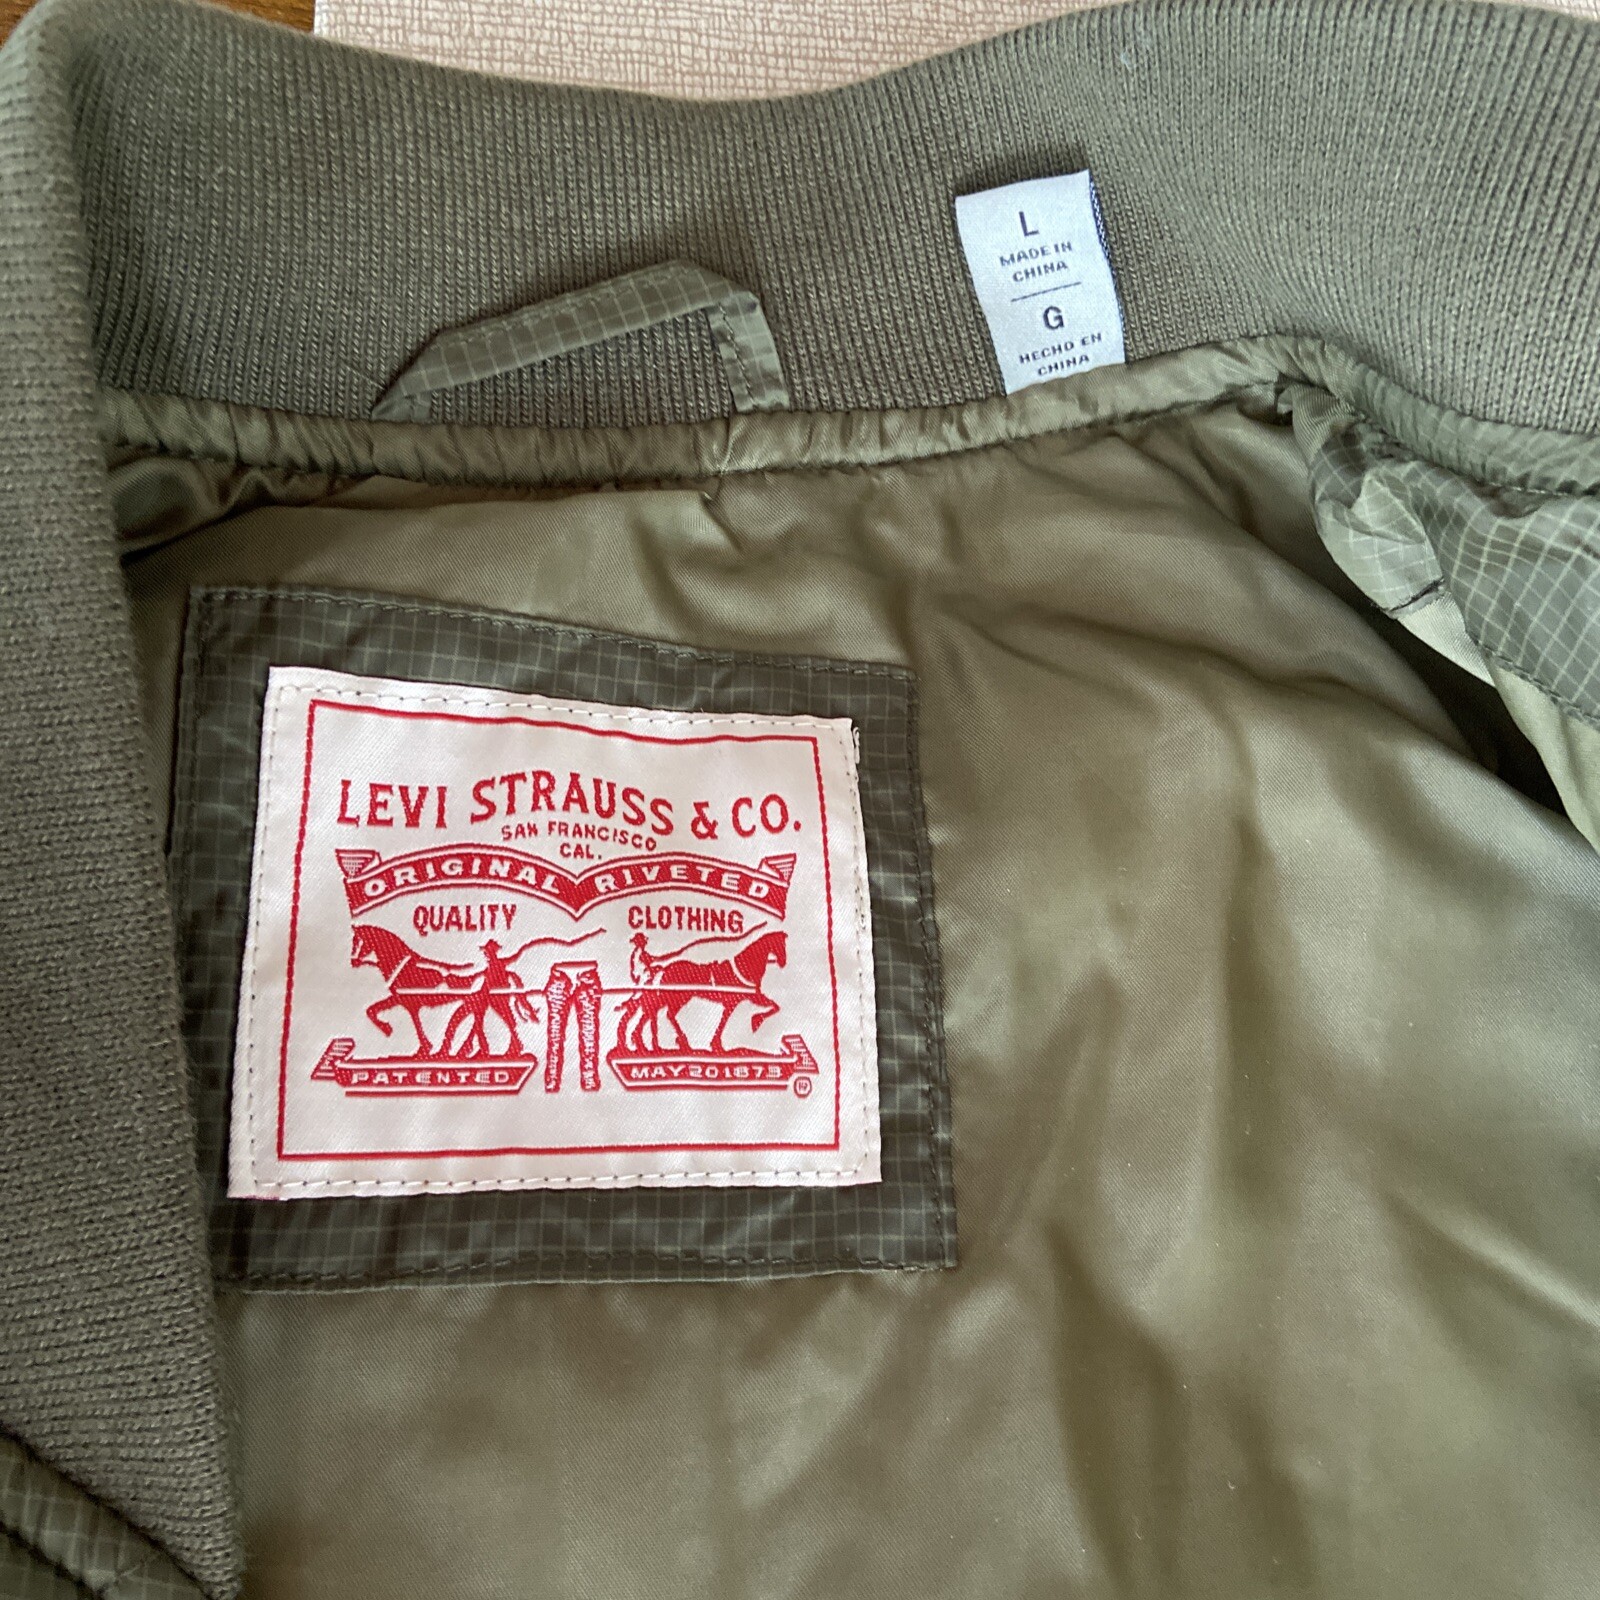 L
MADE IN
CHINA
G
HECHO EN
CHINA
LEVI STRAUSS & CO.
SAN FRANCISCO
CAL.
ORIGINAL RIVETED
QUALITY CLOTHING
PATENTED MAY 20 1873 ®